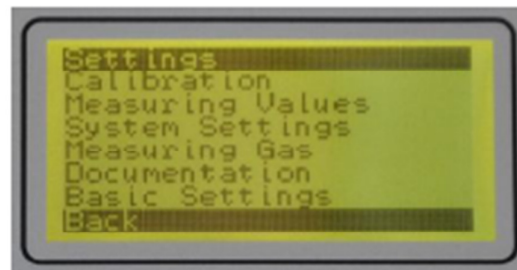 Settings
Calibration
Measuring Values
System Settings
Measuring Gas
Documentation
Basic Settings
Back